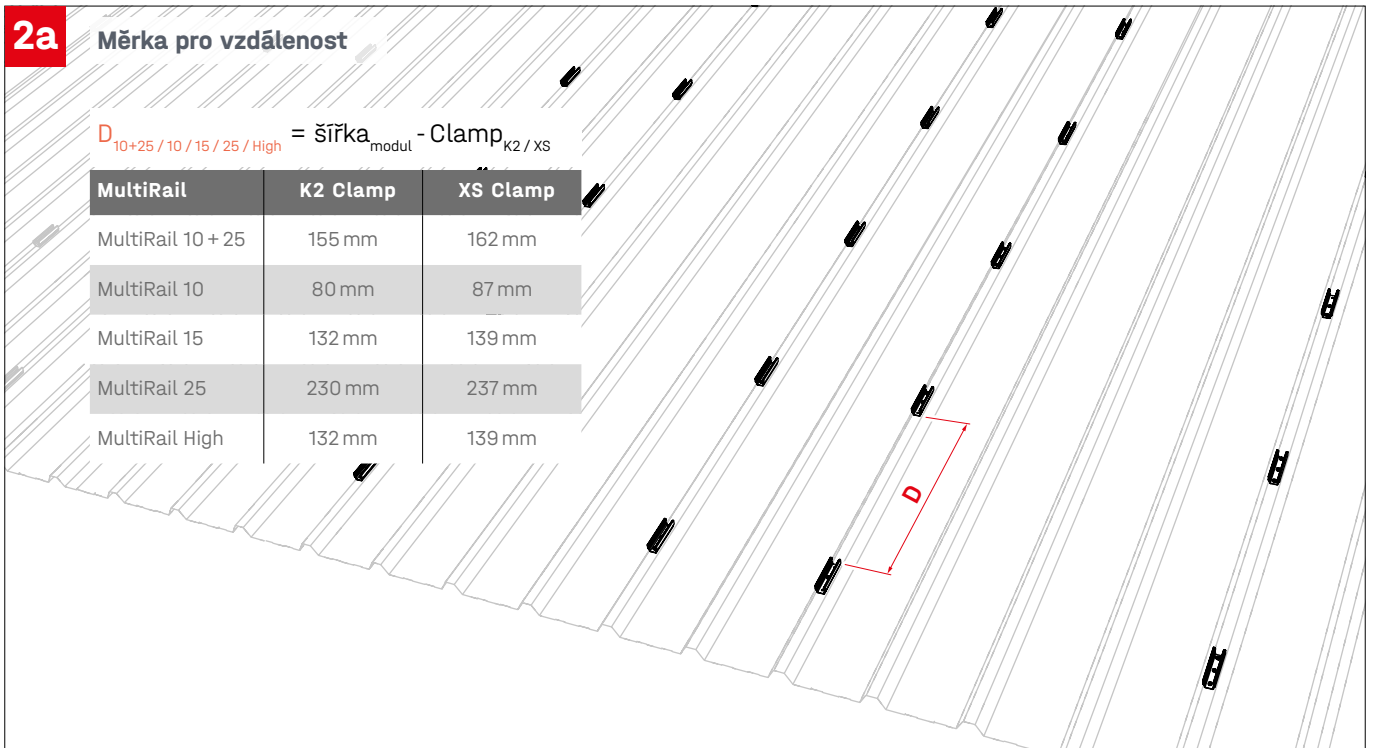 2a
Měrka pro vzdálenost
D10+25 / 10 / 15 / 25 / High = šířkamodul - ClampK2 / XS
MultiRail K2 Clamp XS Clamp
MultiRail 10 + 25 155 mm 162 mm
MultiRail 10 80 mm 87 mm
MultiRail 15 132 mm 139 mm
MultiRail 25 230 mm 237 mm
MultiRail High 132 mm 139 mm
D